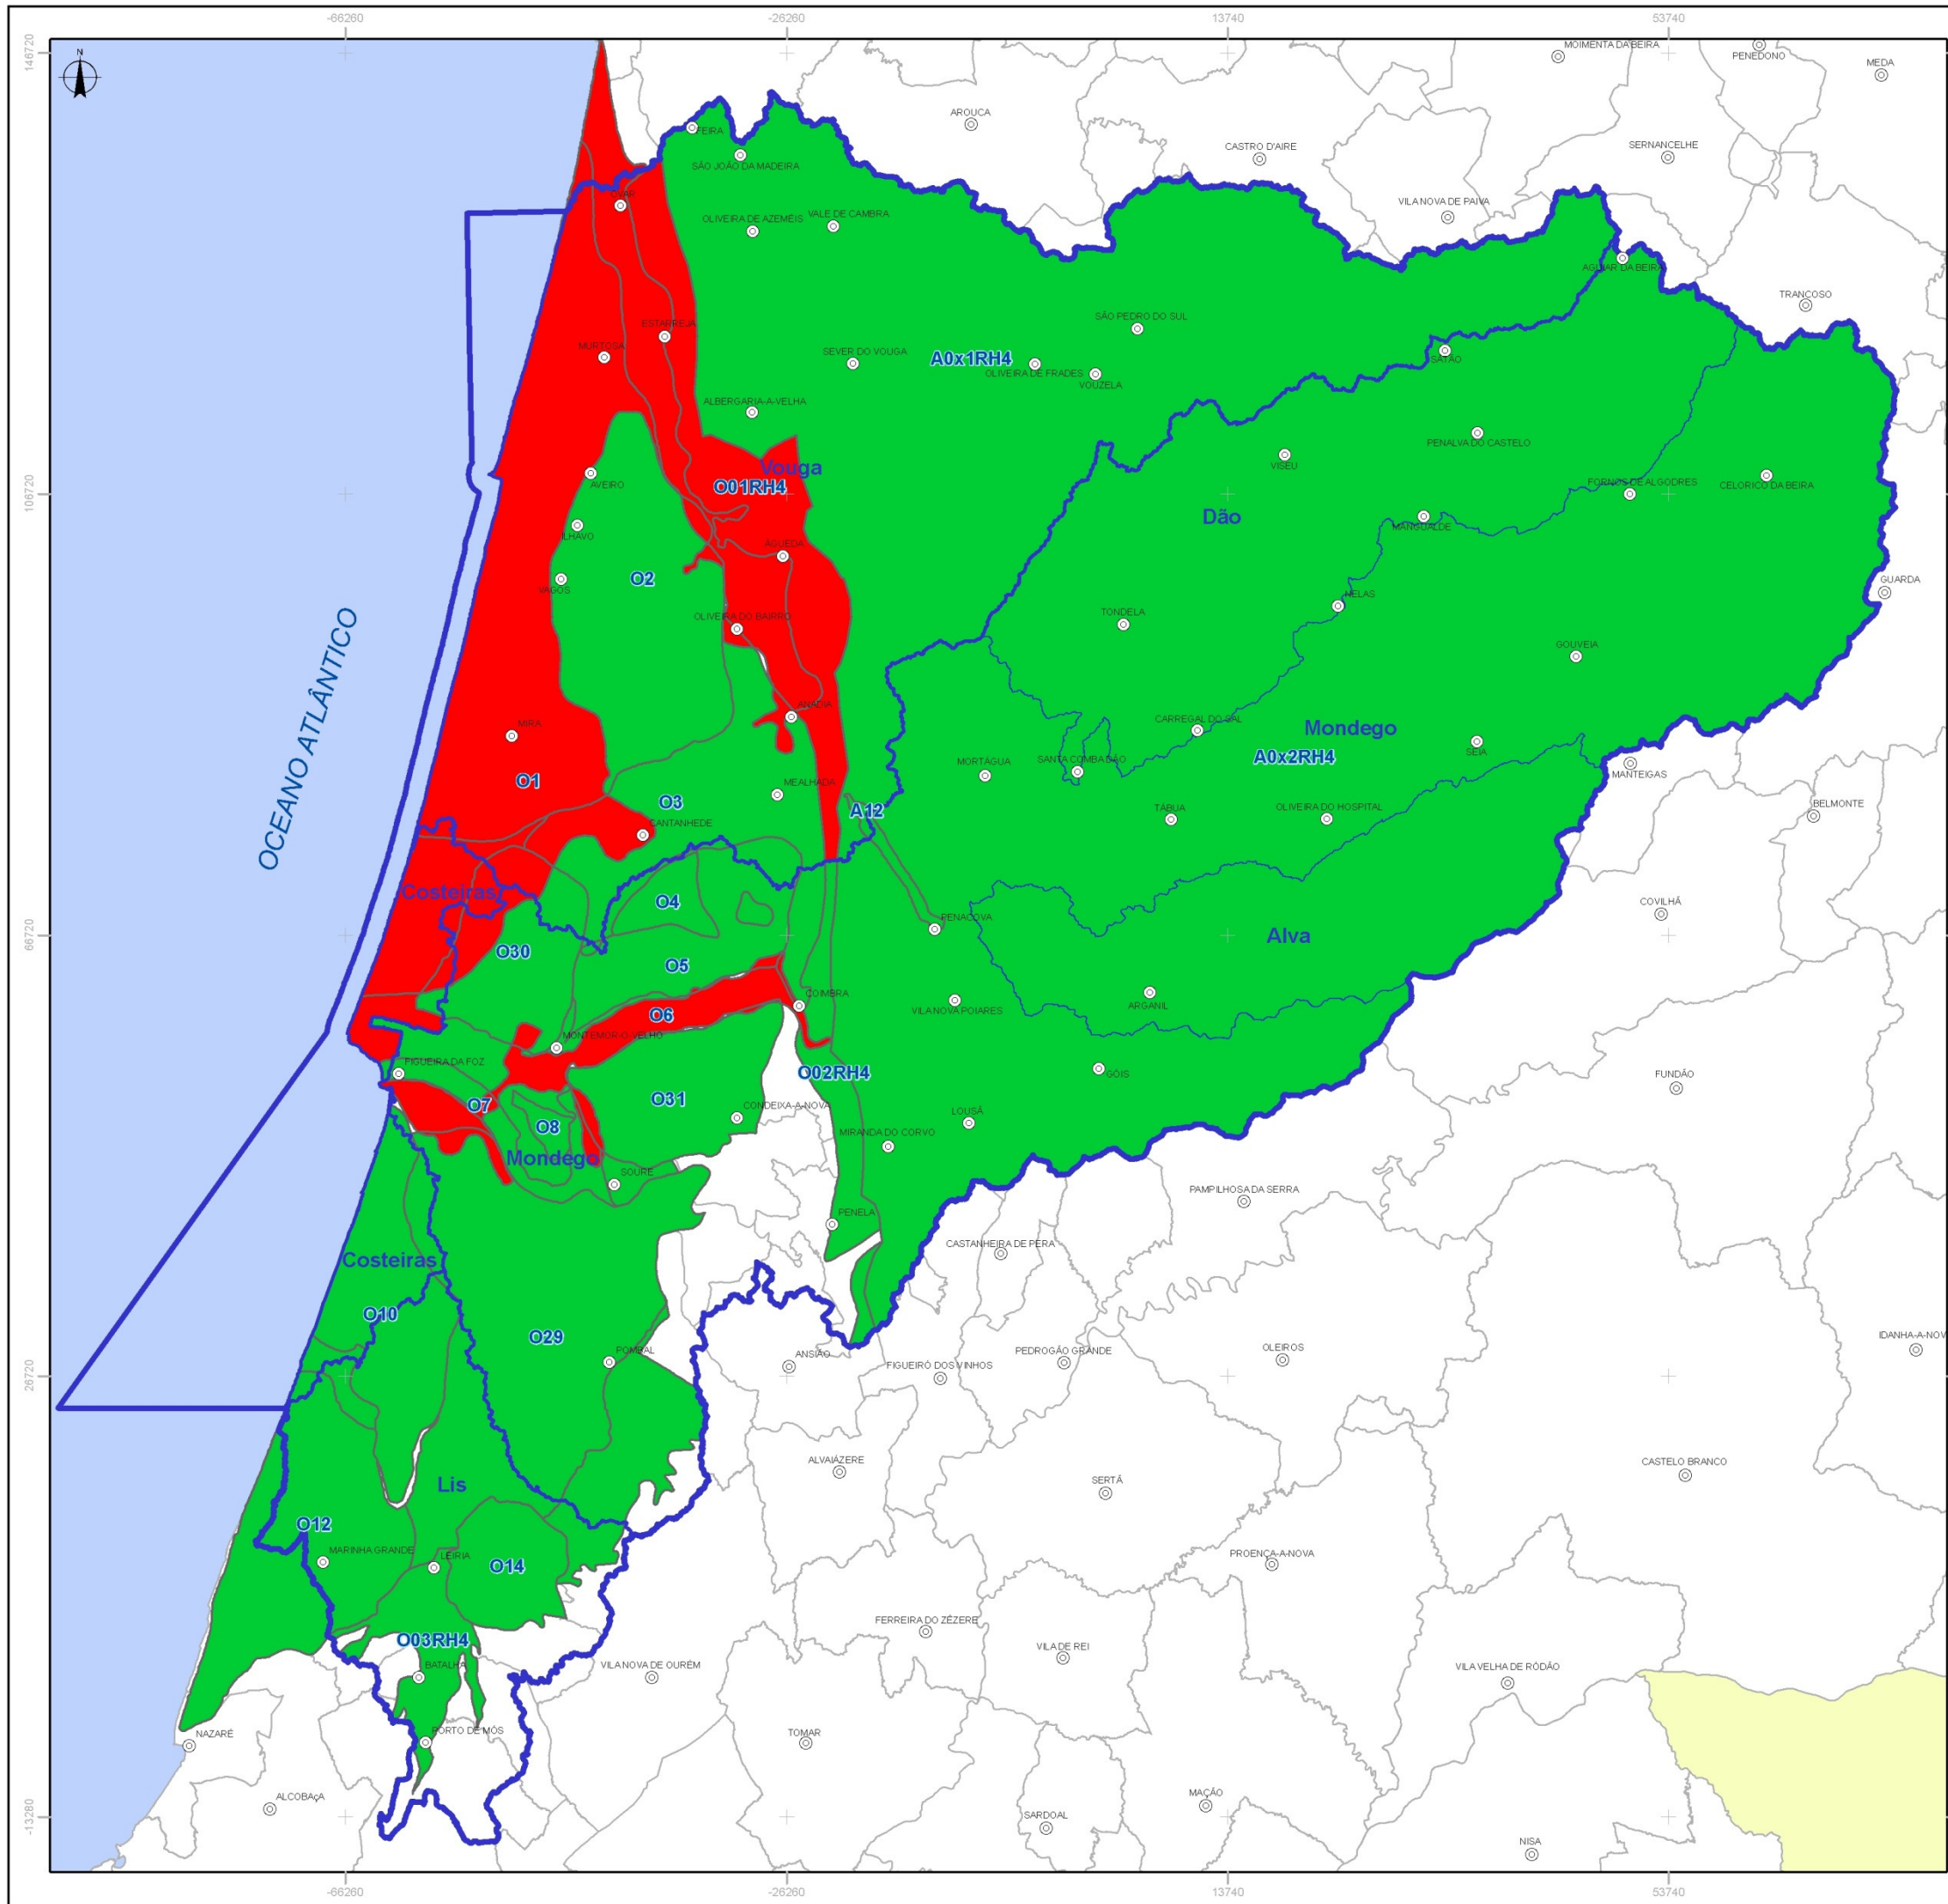 -66260
-26260
13740
53740
146720
N
MOIMENTA DA BEIRA
PENEDONO
MEDA
FEIRA
AROUCA
SÃO JOÃO DA MADEIRA
CASTRO D'AIRE
SERNANCELHE
OVAR
OLIVEIRA DE AZEMÉIS
VALE DE CAMBRA
VILA NOVA DE PAIVA
AGUIAR DA BEIRA
TRANCOSO
ESTARREJA
MURTOSA
SEVER DO VOUGA
A0x1RH4
SÃO PEDRO DO SUL
OLIVEIRA DE FRADES
VOUZELA
SATÃO
ALBERGARIA-A-VELHA
PENALVA DO CASTELO
VISEU
Vouga
O01RH4
AVEIRO
106720
FORNOS DE ALGODRES
CELORICO DA BEIRA
Dão
MANGUALDE
ILHAVO
ÁGUEDA
O2
VAGOS
GUARDA
NELAS
TONDELA
OLIVEIRA DO BAIRRO
OCEANO ATLÂNTICO
GOUVEIA
ANADIA
MIRA
CARREGAL DO SAL
Mondego
SEIA
A0x2RH4
O1
MORTÁGUA
SANTA COMBA DÃO
MANTEIGAS
MEALHADA
O3
A12
CANTANHEDE
TÁBUA
OLIVEIRA DO HOSPITAL
BELMONTE
Costeiras
O4
COVILHÃ
66720
PENACOVA
Alva
O30
O5
COIMBRA
VILA NOVA POIARES
ARGANIL
O6
MONTEMOR-O-VELHO
FIGUEIRA DA FOZ
O02RH4
GÓIS
FUNDÃO
O7
O31
CONDEIXA-A-NOVA
LOUSÃ
O8
MIRANDA DO CORVO
Mondego
SOURE
PAMPILHOSA DA SERRA
PENELA
CASTANHEIRA DE PERA
Costeiras
O10
O29
IDANHA-A-NOV
POMBAL
ANSIÃO
PEDROGÃO GRANDE
OLEIROS
FIGUEIRÓ DOS VINHOS
26720
ALVAIÁZERE
CASTELO BRANCO
Lis
SERTÃ
O12
MARINHA GRANDE
LEIRIA
O14
PROENÇA-A-NOVA
FERREIRA DO ZÊZERE
O03RH4
VILA DE REI
BATALHA
VILA NOVA DE OURÉM
VILA VELHA DE RÓDÃO
NAZARÉ
PORTO DE MÓS
TOMAR
ALCOBAçA
MAÇÃO
SARDOAL
-13280
NISA
-66260
-26260
13740
53740